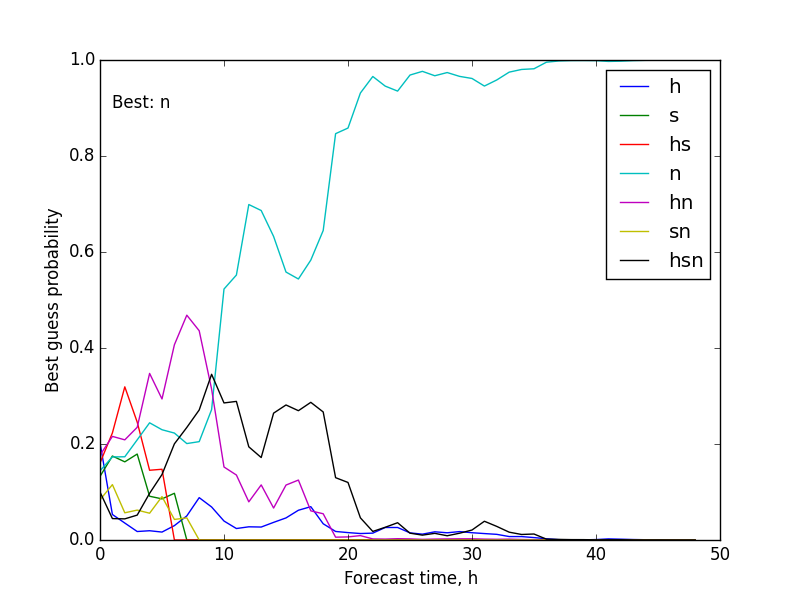 1.0
0.8
0.6
0.4
0.2
0.0
Best guess probability
Best: n
h
s
hs
n
hn
sn
hsn
0 10 20 30 40 50
Forecast time, h